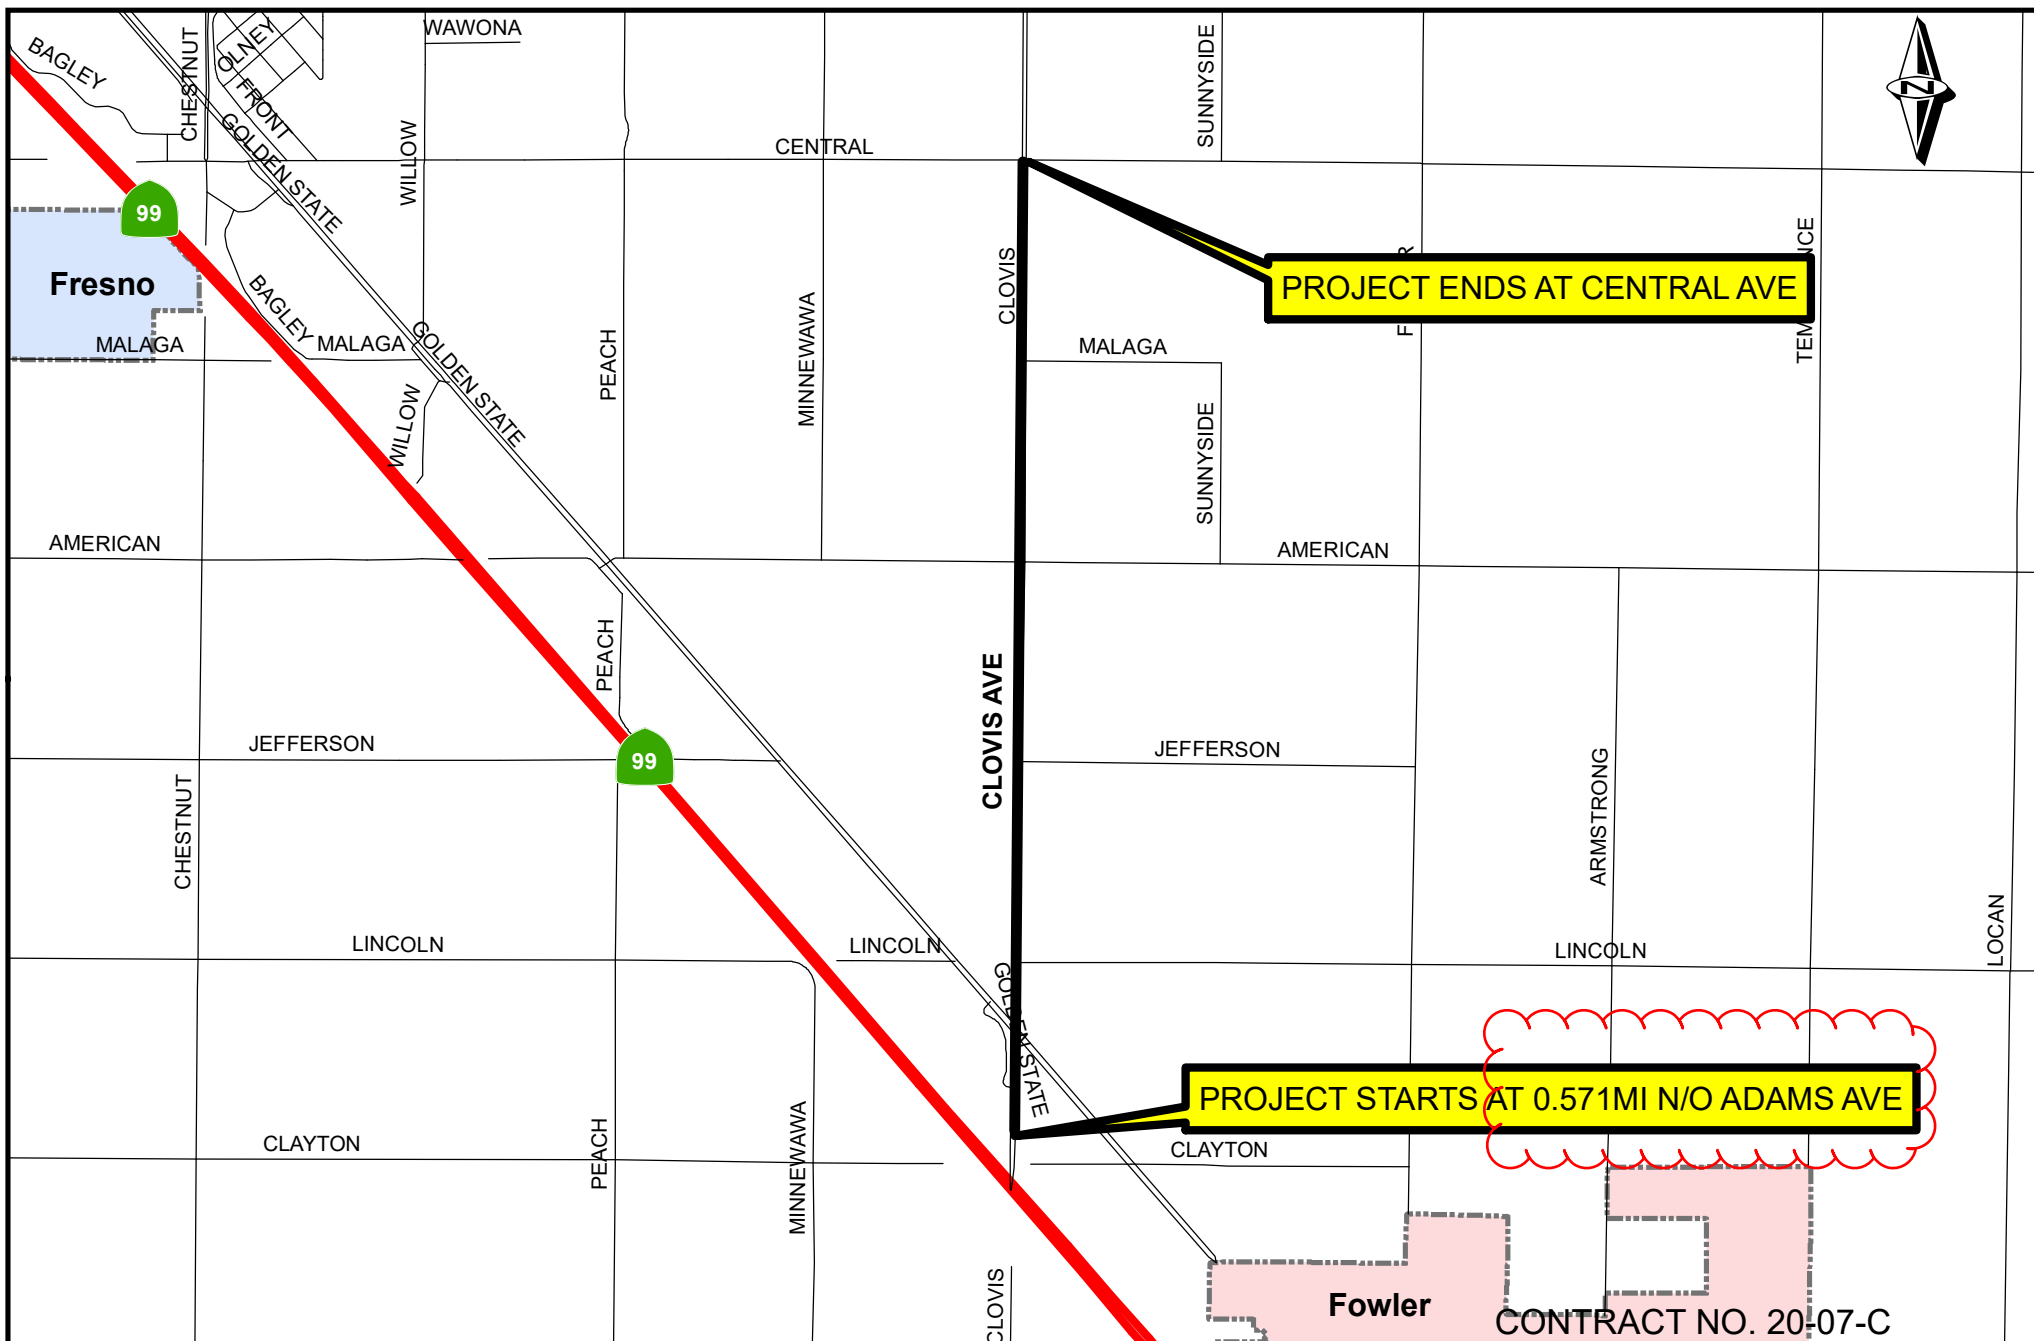 WAWONA
BAGLEY
CHESTNUT
OLNEY
FRONT
SUNNYSIDE
N
GOLDEN STATE
WILLOW
CENTRAL
99
Fresno
BAGLEY
CLOVIS
PROJECT ENDS AT CENTRAL AVE
MALAGA
MALAGA
GOLDEN STATE
PEACH
MINNEWAWA
MALAGA
WILLOW
SUNNYSIDE
AMERICAN
AMERICAN
PEACH
CLOVIS AVE
JEFFERSON
JEFFERSON
99
CHESTNUT
ARMSTRONG
LINCOLN
LINCOLN
LINCOLN
LOCAN
GOLDEN STATE
PROJECT STARTS AT 0.571MI N/O ADAMS AVE
CLAYTON
PEACH
MINNEWAWA
CLAYTON
CLOVIS
Fowler
CONTRACT NO. 20-07-C